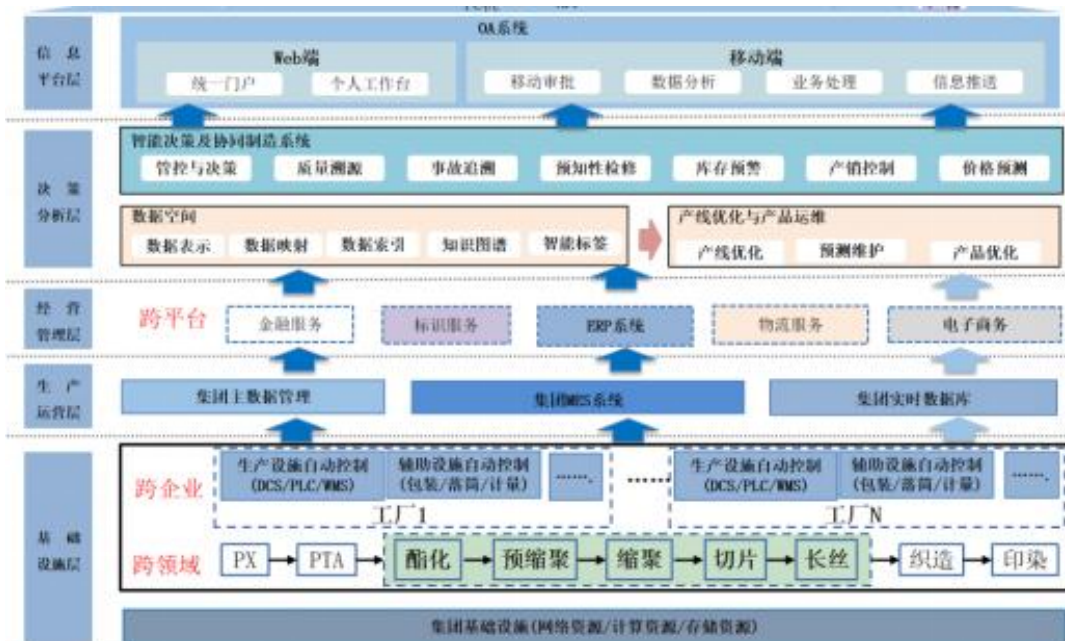 OA系统
信 息
平台层
Web端
移动端
统一门户
个人工作台
移动审批
数据分析
业务处理
信息推送
智能决策及协同制造系统
管控与决策
质量溯源
事故追溯
预知性检修
库存预警
产销控制
价格预测
决 策
分析层
数据空间
数据表示
数据映射
数据索引
知识图谱
智能标签
产线优化与产品运维
产线优化
预测维护
产品优化
经 营
管理层
跨平台
金融服务
标识服务
ERP系统
物流服务
电子商务
生 产
运营层
集团主数据管理
集团MES系统
集团实时数据库
基 础
设施层
跨企业
生产设施自动控制
(DCS/PLC/WMS)
辅助设施自动控制
(包装/落筒/计量)
……
工厂1
……
生产设施自动控制
(DCS/PLC/WMS)
辅助设施自动控制
(包装/落筒/计量)
……
工厂N
跨领域
PX
PTA
酯化
预缩聚
缩聚
切片
长丝
织造
印染
集团基础设施(网络资源/计算资源/存储资源)